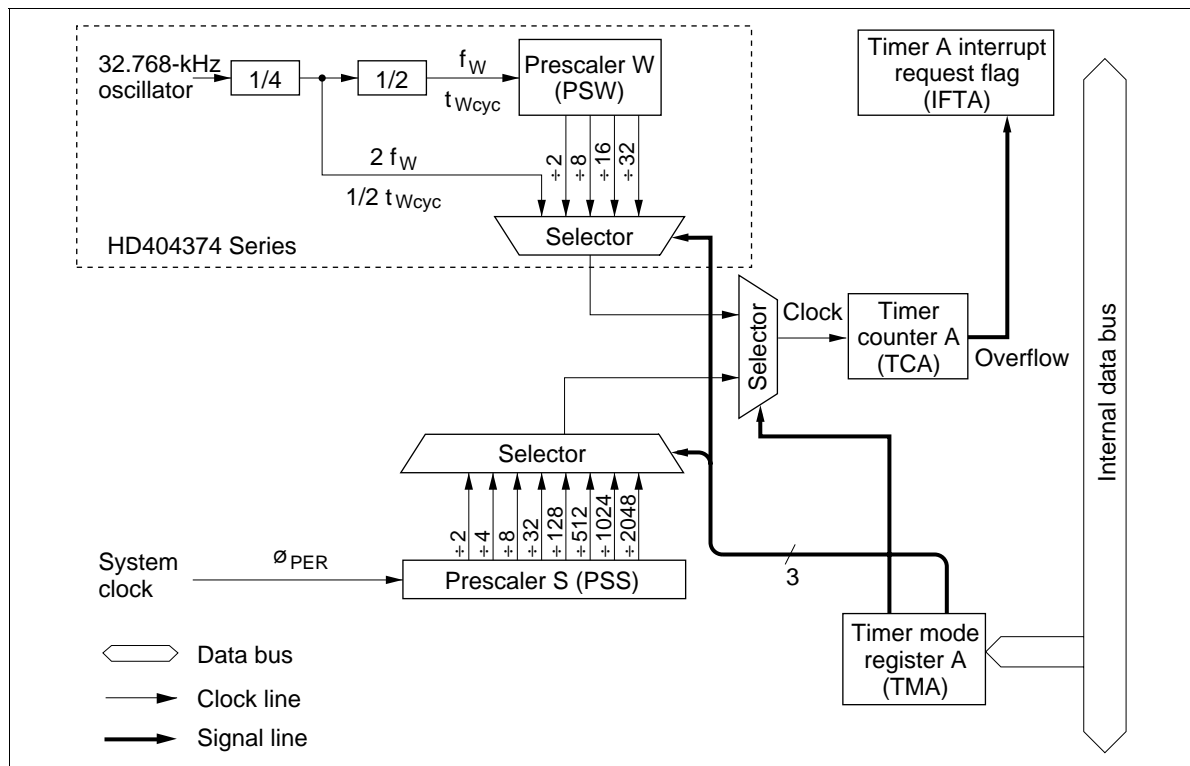 32.768-kHz
oscillator
1/4
1/2
fW
tWcyc
Prescaler W
(PSW)
2 fW
1/2 tWcyc
÷2
÷8
÷16
÷32
Selector
HD404374 Series
Timer A interrupt
request flag
(IFTA)
Selector
Clock
Timer
counter A
(TCA)
Overflow
Internal data bus
Selector
÷2
÷4
÷8
÷32
÷128
÷512
÷1024
÷2048
System
clock
øPER
Prescaler S (PSS)
3
Timer mode
register A
(TMA)
Data bus
Clock line
Signal line